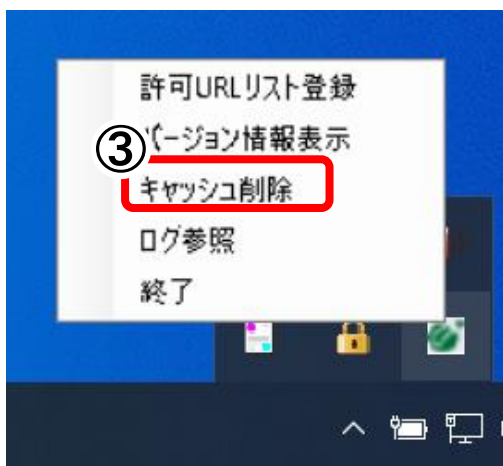 許可URLリスト登録
③
バージョン情報表示
キャッシュ削除
ログ参照
終了